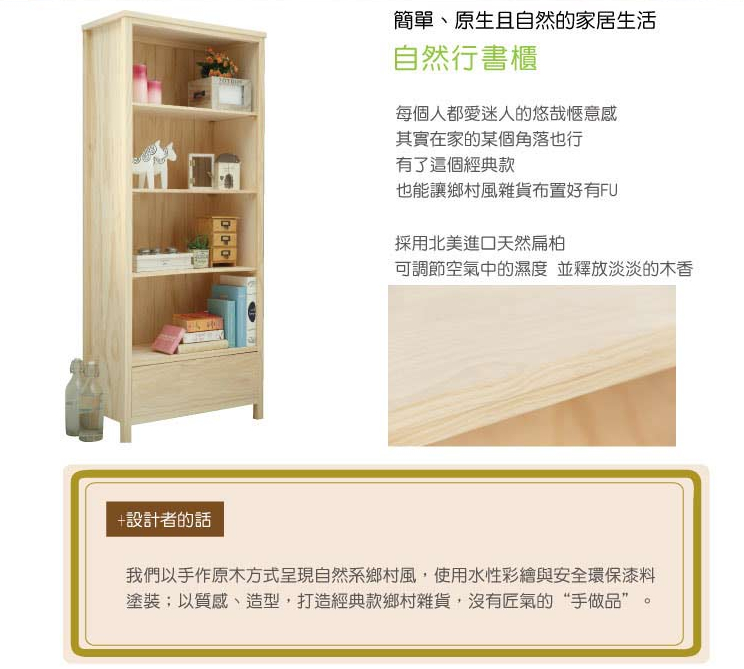 簡單、原生且自然的家居生活
自然行書櫃
每個人都愛迷人的悠哉愜意感
其實在家的某個角落也行
有了這個經典款
也能讓鄉村風雜貨布置好有FU
採用北美進口天然扁柏
可調節空氣中的濕度 並釋放淡淡的木香
+設計者的話
我們以手作原木方式呈現自然系鄉村風，使用水性彩繪與安全環保漆料
塗裝；以質感、造型，打造經典款鄉村雜貨，沒有匠氣的“手做品”。